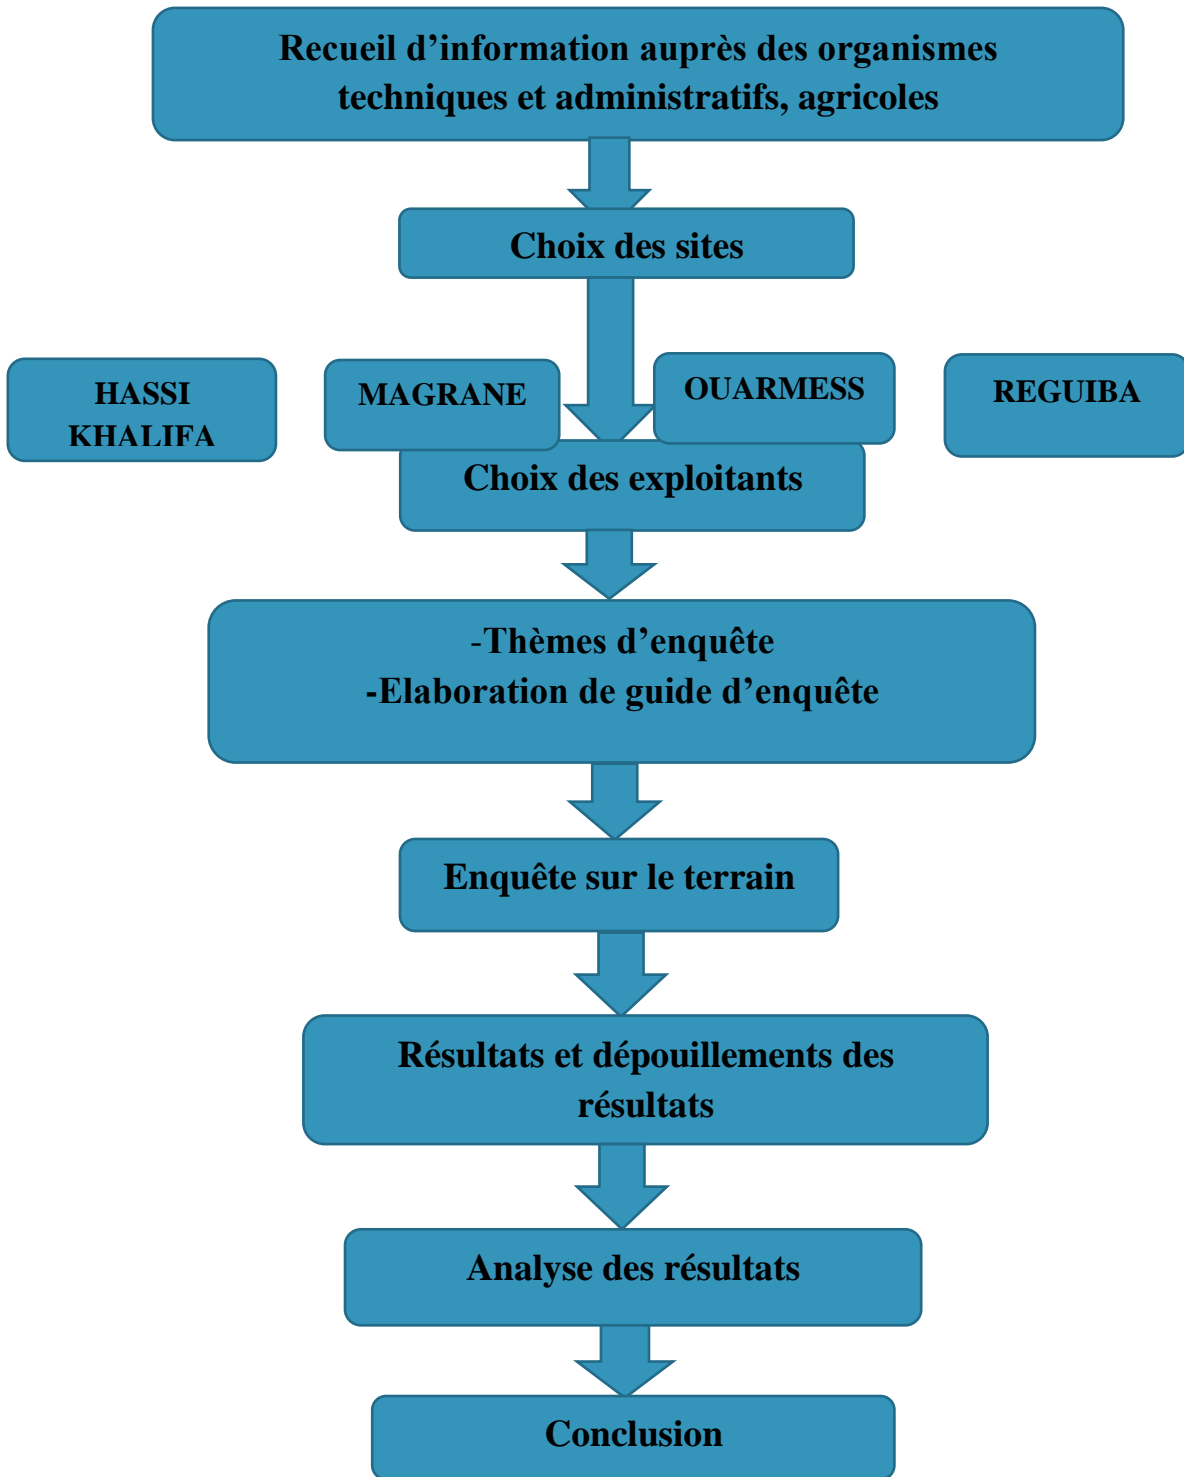 Recueil d’information auprès des organismes
techniques et administratifs, agricoles
Choix des sites
HASSI
KHALIFA
MAGRANE
OUARMESS
REGUIBA
Choix des exploitants
-Thèmes d’enquête
-Elaboration de guide d’enquête
Enquête sur le terrain
Résultats et dépouillements des
résultats
Analyse des résultats
Conclusion